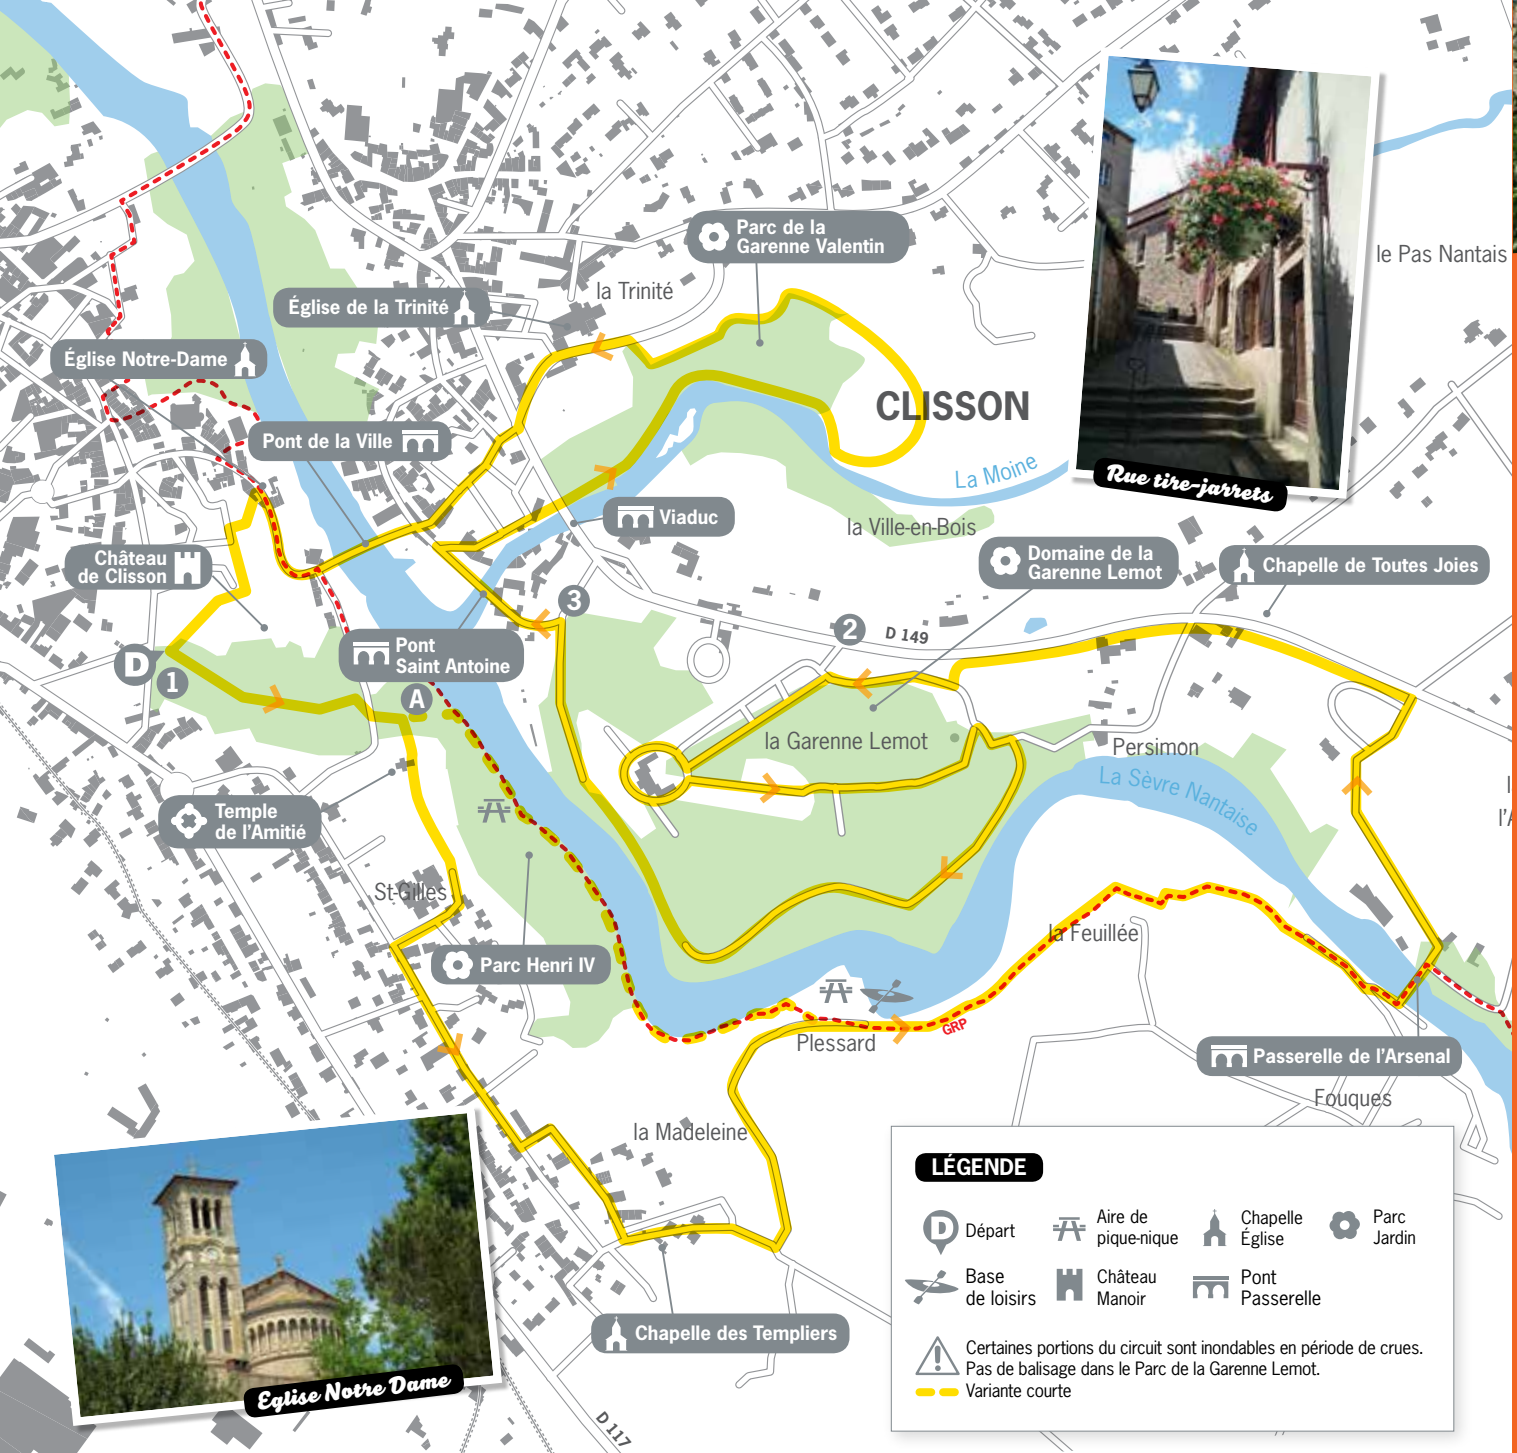 Parc de la
Garenne Valentin
le Pas Nantais
la Trinité
Église de la Trinité
Église Notre-Dame
CLISSON
Pont de la Ville
La Moine
Rue tire-jarrets
Viaduc
la Ville-en-Bois
Château
de Clisson
Domaine de la
Garenne Lemot
Chapelle de Toutes Joies
3
2
D 149
Pont
Saint Antoine
D
1
A
la Garenne Lemot
Persimon
La Sèvre Nantaise
Temple
de l'Amitié
St-Gilles
la Feuillée
Parc Henri IV
GRP
Plessard
Passerelle de l'Arsenal
Fouques
la Madeleine
LÉGENDE
D Départ
Aire de
pique-nique
Chapelle
Église
Parc
Jardin
Base
de loisirs
Château
Manoir
Pont
Passerelle
Chapelle des Templiers
Certaines portions du circuit sont inondables en période de crues.
Pas de balisage dans le Parc de la Garenne Lemot.
Variante courte
Eglise Notre Dame
D 117